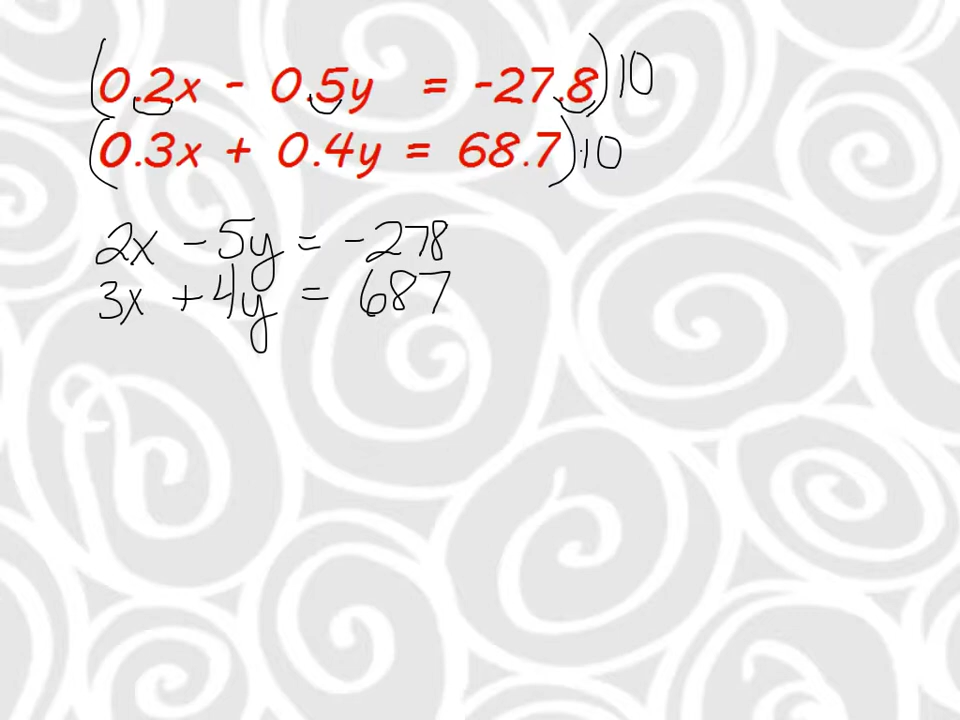 (0.2x - 0.5y = -27.8)10
(0.3x + 0.4y = 68.7)·10
2x - 5y = -278
3x + 4y = 687